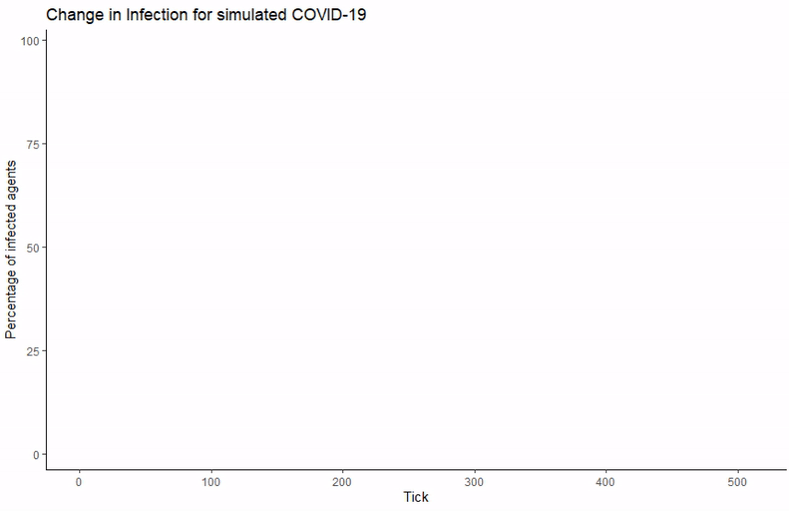 Change in Infection for simulated COVID-19
100
75
50
25
0
Percentage of infected agents
0 100 200 300 400 500
Tick